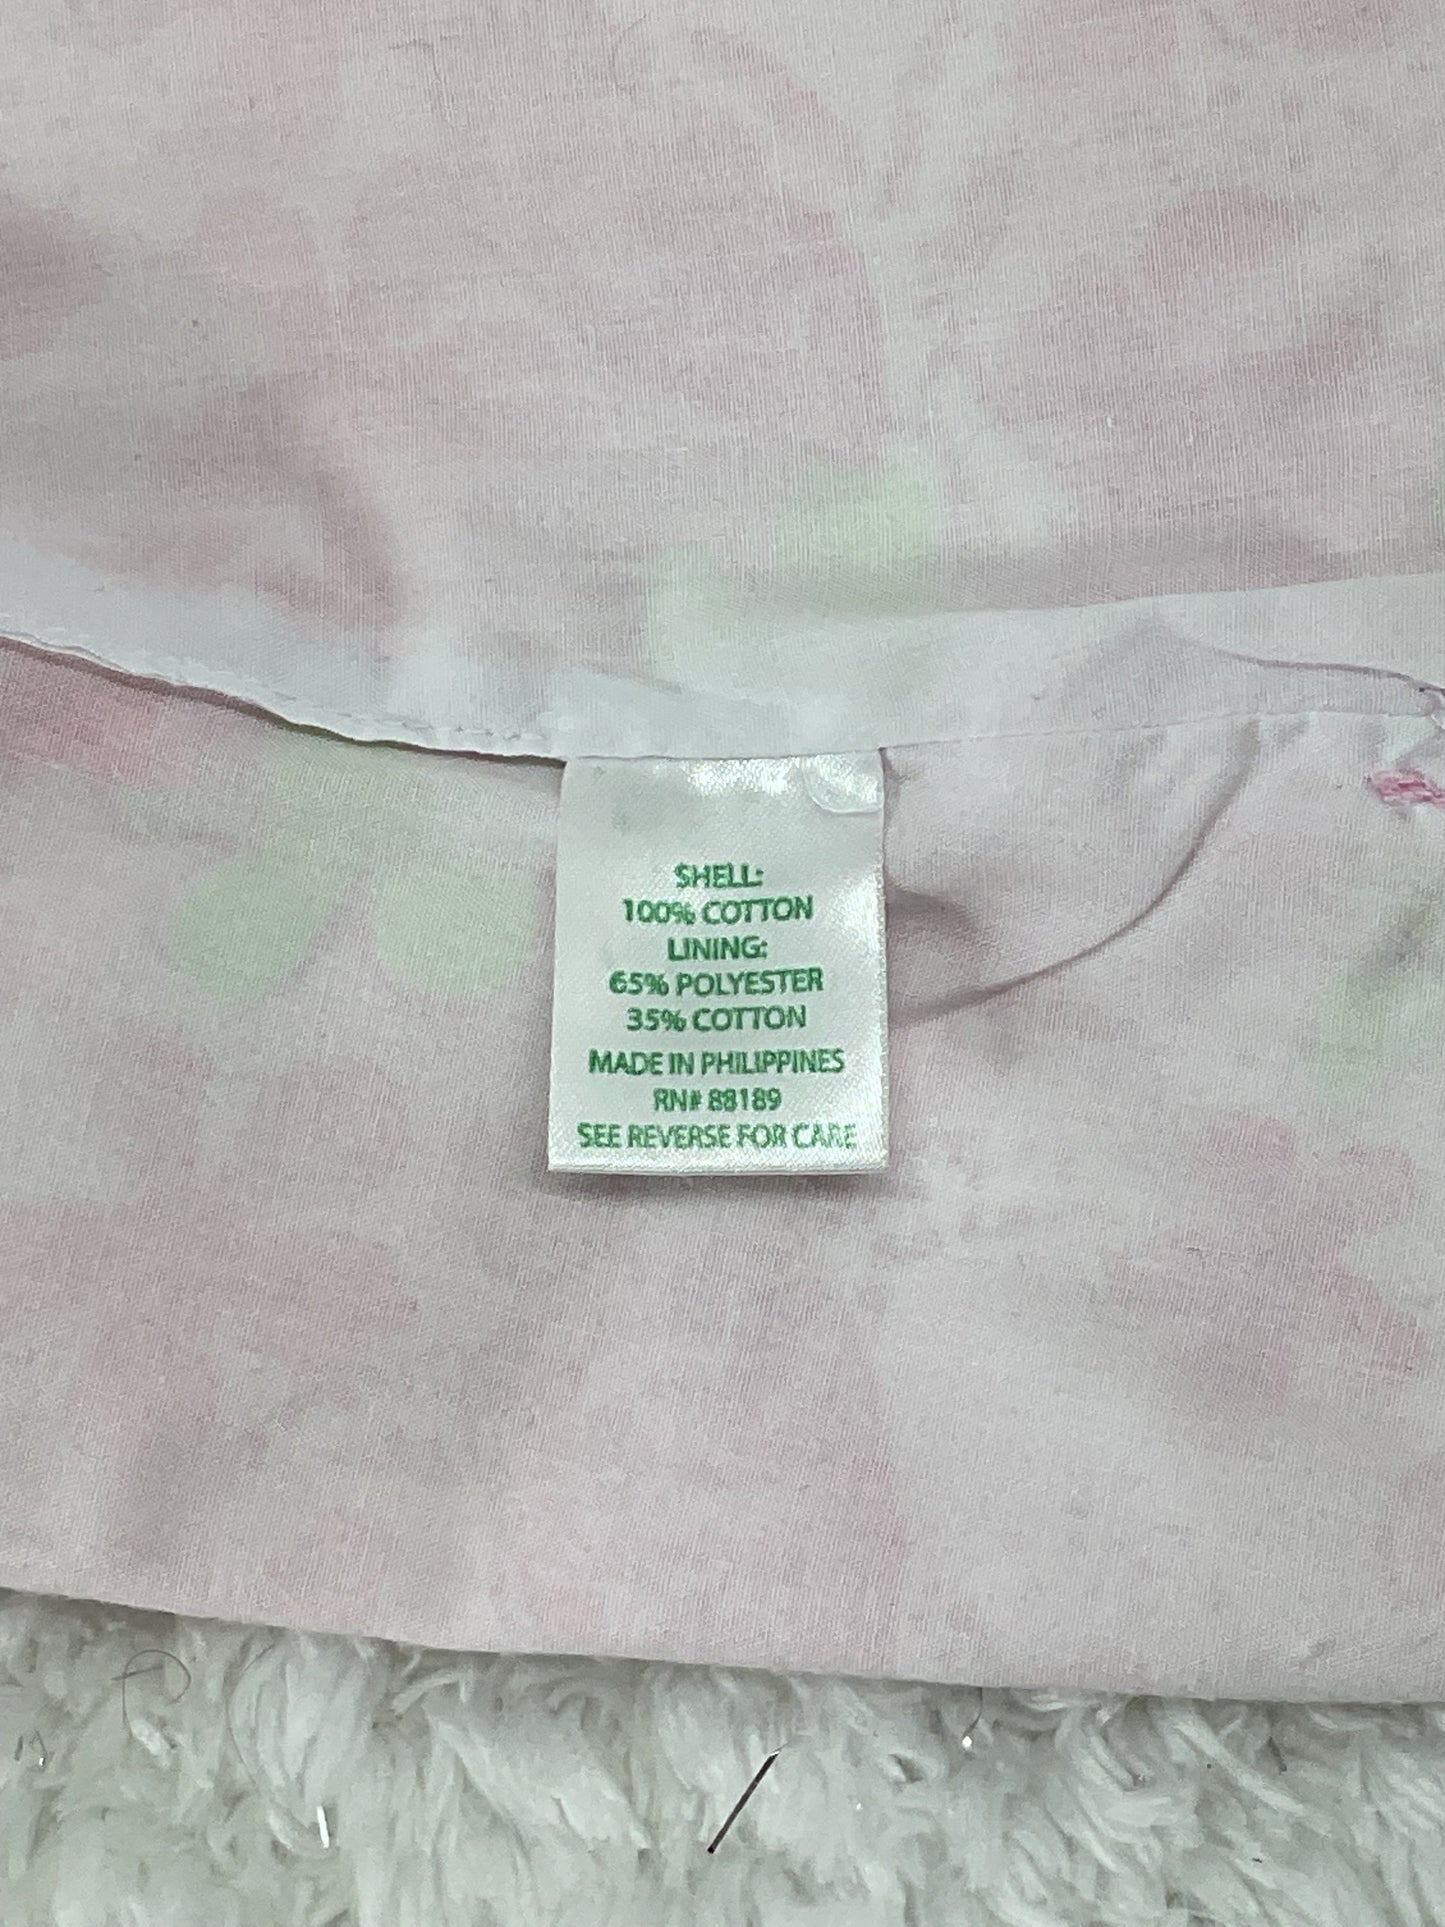 SHELL:
100% COTTON
LINING:
65% POLYESTER
35% COTTON
MADE IN PHILIPPINES
RN# 88189
SEE REVERSE FOR CARE